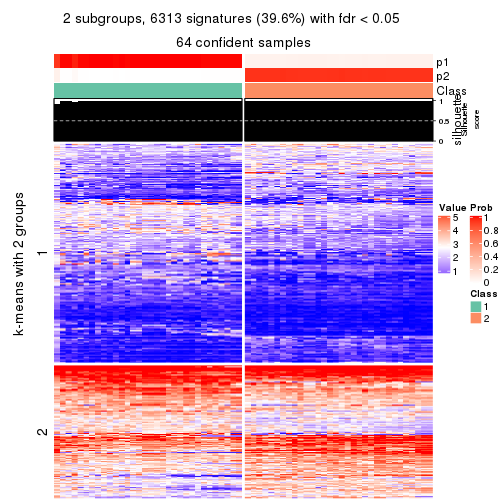 2 subgroups, 6313 signatures (39.6%) with fdr < 0.05
64 confident samples
p1
p2
Class
1
0.5
0
silhouette
Silhouette
score
k-means with 2 groups
1
2
Value
5
4
3
2
1
Prob
1
0.8
0.6
0.4
0.2
0
Class
1
2